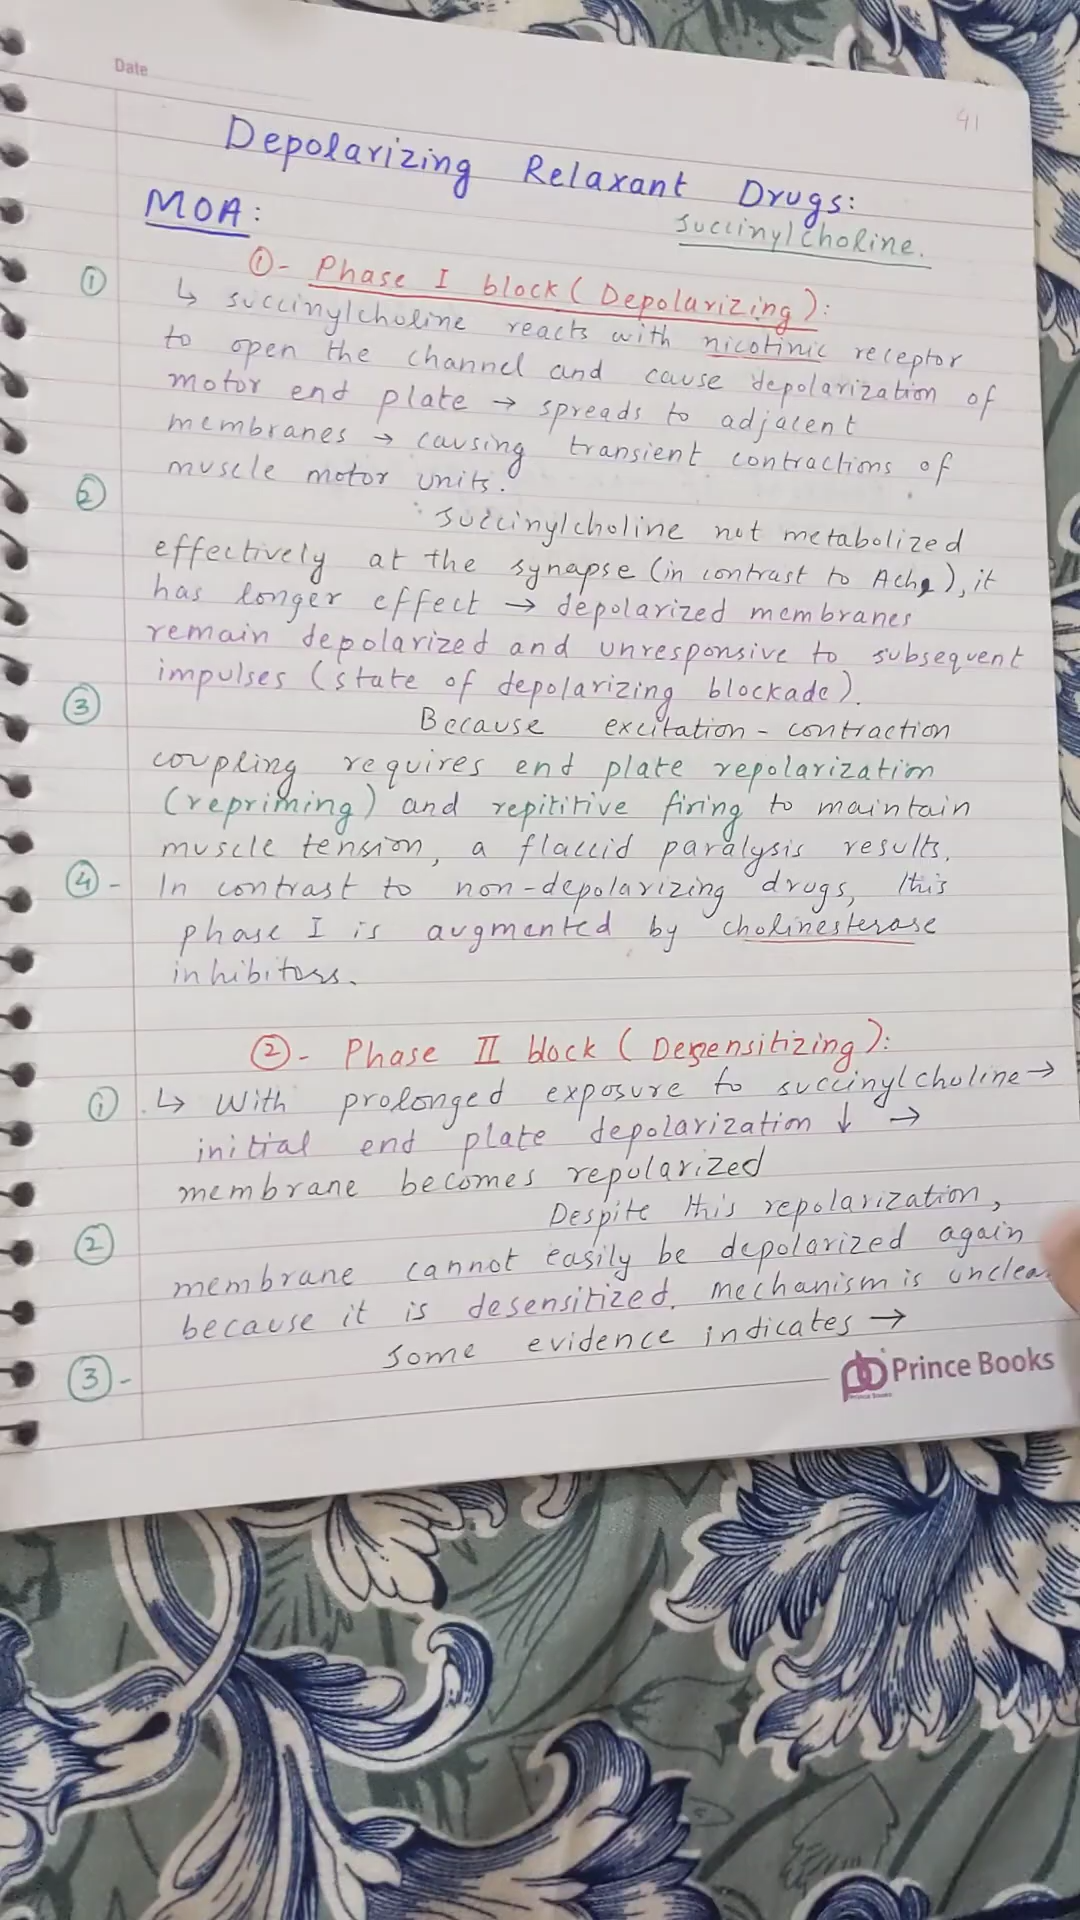 Date
41
Depolarizing Relaxant Drugs:
MOA:
Succinylcholine.
①- Phase I block (Depolarizing):
① ↳ succinylcholine reacts with nicotinic receptor
to open the channel and cause depolarization of
motor end plate → spreads to adjacent
membranes → causing transient contractions of
muscle motor units.
② Succinylcholine not metabolized
effectively at the synapse (in contrast to Ach), it
has longer effect → depolarized membranes
remain depolarized and unresponsive to subsequent
impulses (state of depolarizing blockade).
③ Because excitation - contraction
coupling requires end plate repolarization
(repriming) and repititive firing to maintain
muscle tension, a flaccid paralysis results.
④- In contrast to non-depolarizing drugs, this
phase I is augmented by cholinesterase
inhibitors.
②- Phase II block (Desensitizing):
① ↳ With prolonged exposure to succinylcholine →
initial end plate depolarization ↓ →
membrane becomes repolarized
Despite this repolarization,
② membrane cannot easily be depolarized again
because it is desensitized. mechanism is unclear
some evidence indicates →
③-
Prince Books